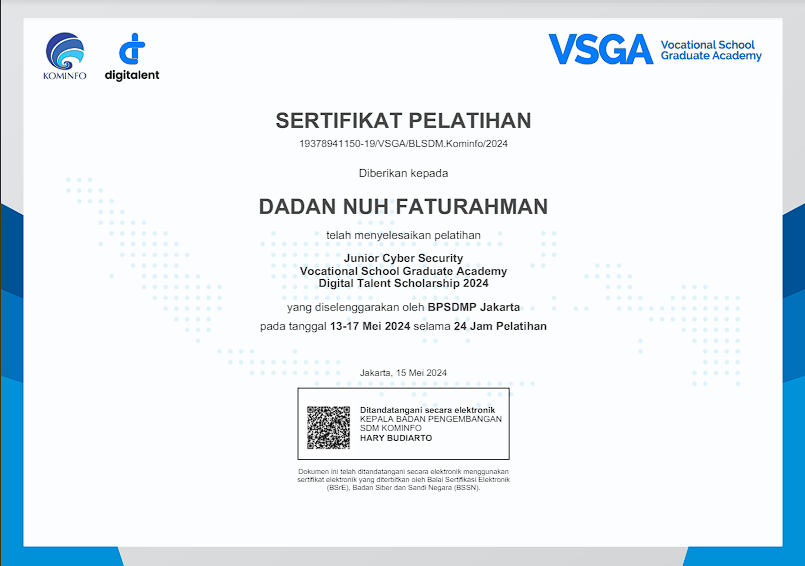 KOMINFO
digitalent
VSGA
Vocational School
Graduate Academy
SERTIFIKAT PELATIHAN
19378941150-19/VSGA/BLSDM.Kominfo/2024
Diberikan kepada
DADAN NUH FATURAHMAN
telah menyelesaikan pelatihan
Junior Cyber Security
Vocational School Graduate Academy
Digital Talent Scholarship 2024
yang diselenggarakan oleh BPSDMP Jakarta
pada tanggal 13-17 Mei 2024 selama 24 Jam Pelatihan
Jakarta, 15 Mei 2024
Ditandatangani secara elektronik
KEPALA BADAN PENGEMBANGAN
SDM KOMINFO
HARY BUDIARTO
Dokumen ini telah ditandatangani secara elektronik menggunakan
sertifikat elektronik yang diterbitkan oleh Balai Sertifikasi Elektronik
(BSrE), Badan Siber dan Sandi Negara (BSSN).